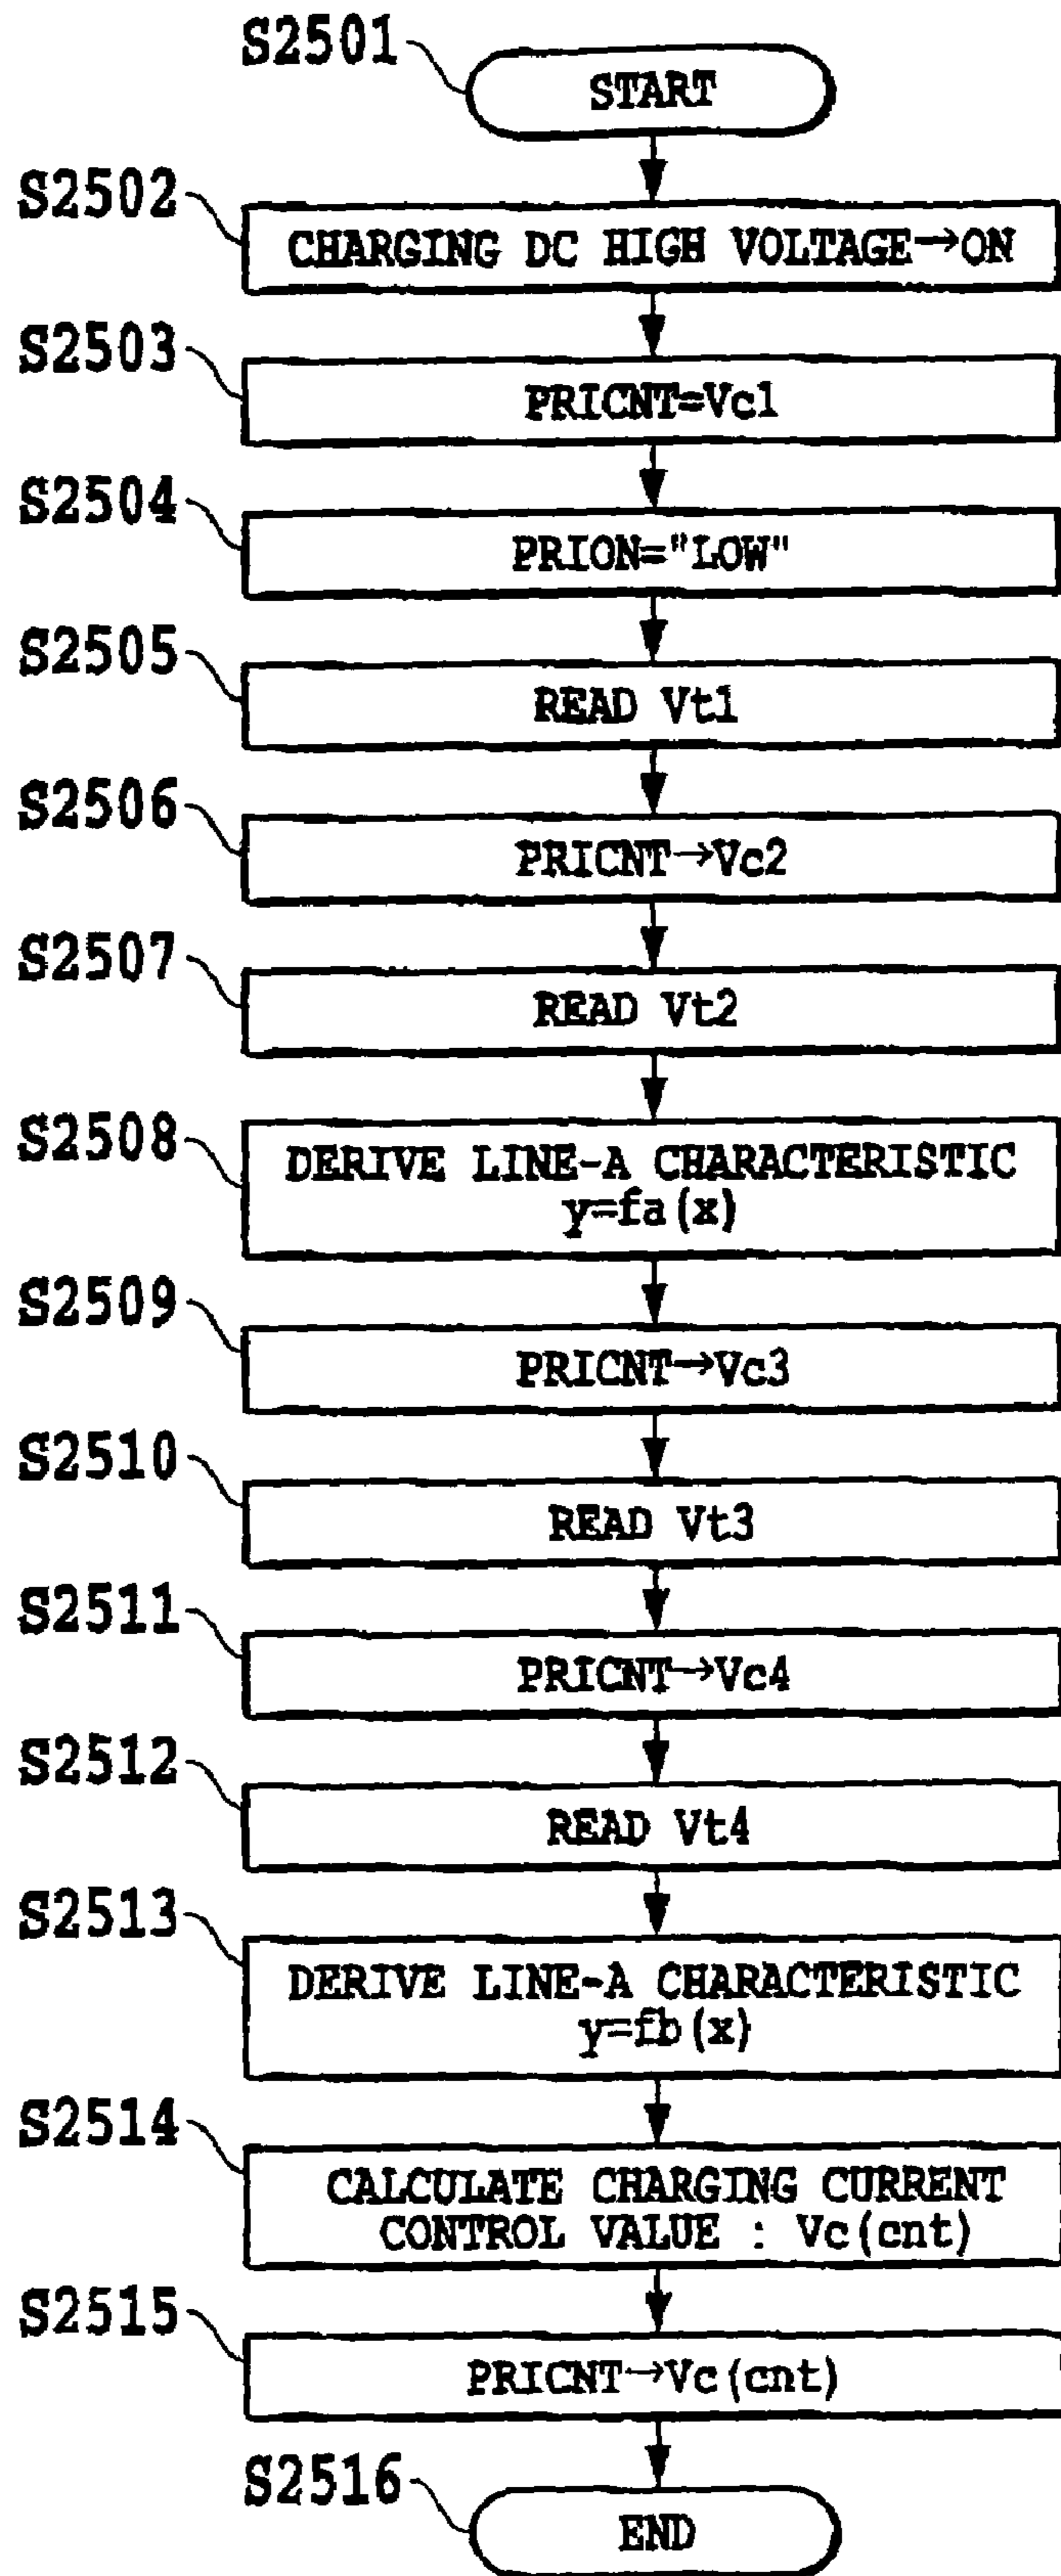 S2501
START
S2502
CHARGING DC HIGH VOLTAGE→ON
S2503
PRICNT=Vc1
S2504
PRION="LOW"
S2505
READ Vt1
S2506
PRICNT→Vc2
S2507
READ Vt2
S2508
DERIVE LINE-A CHARACTERISTIC
y=fa(x)
S2509
PRICNT→Vc3
S2510
READ Vt3
S2511
PRICNT→Vc4
S2512
READ Vt4
S2513
DERIVE LINE-A CHARACTERISTIC
y=fb(x)
S2514
CALCULATE CHARGING CURRENT
CONTROL VALUE : Vc(cnt)
S2515
PRICNT→Vc(cnt)
S2516
END